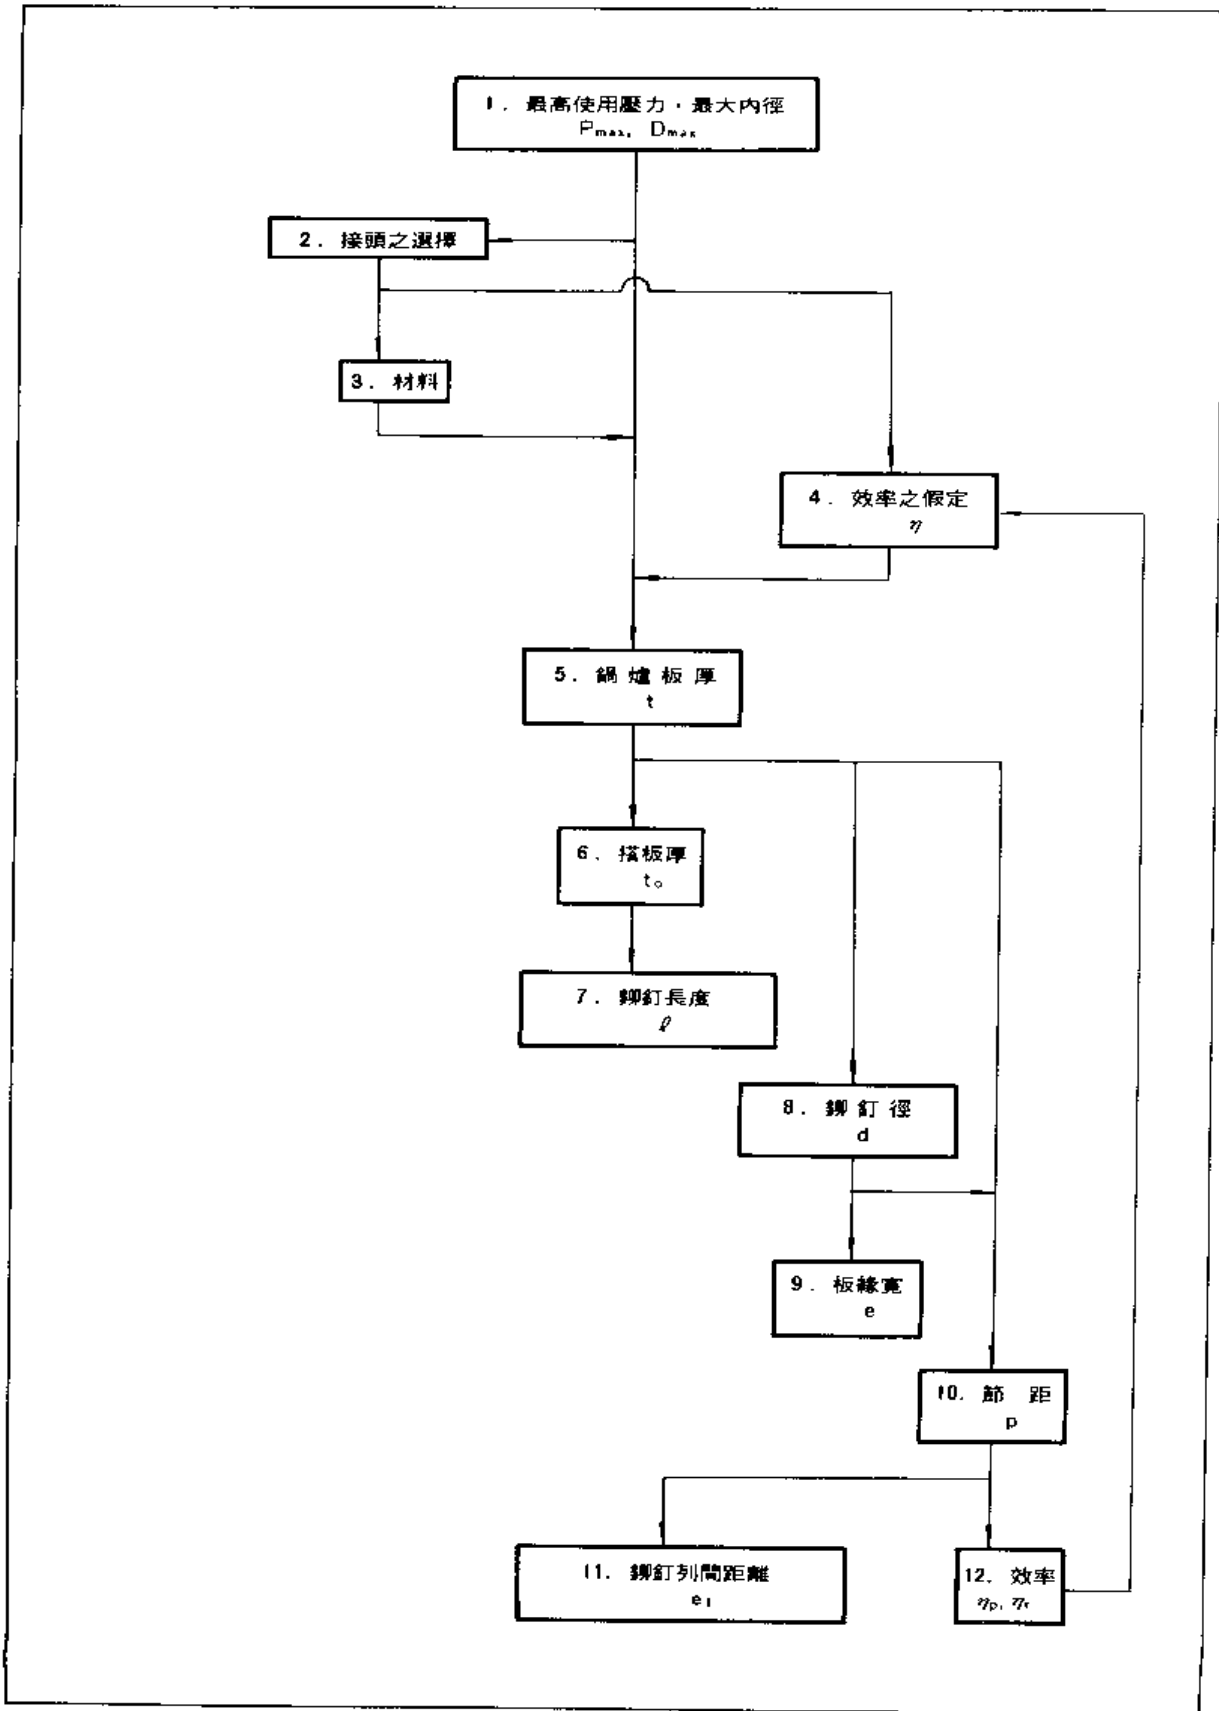 1. 最高使用壓力,最大內徑
Pmax, Dmax
2. 接頭之選擇
3. 材料
4. 效率之假定
η
5. 鍋爐板厚
t
6. 搭板厚
t₀
7. 鉚釘長度
ℓ
8. 鉚釘徑
d
9. 板緣寬
e
10. 節距
p
11. 鉚釘列間距離
e₁
12. 效率
ηp, ηr